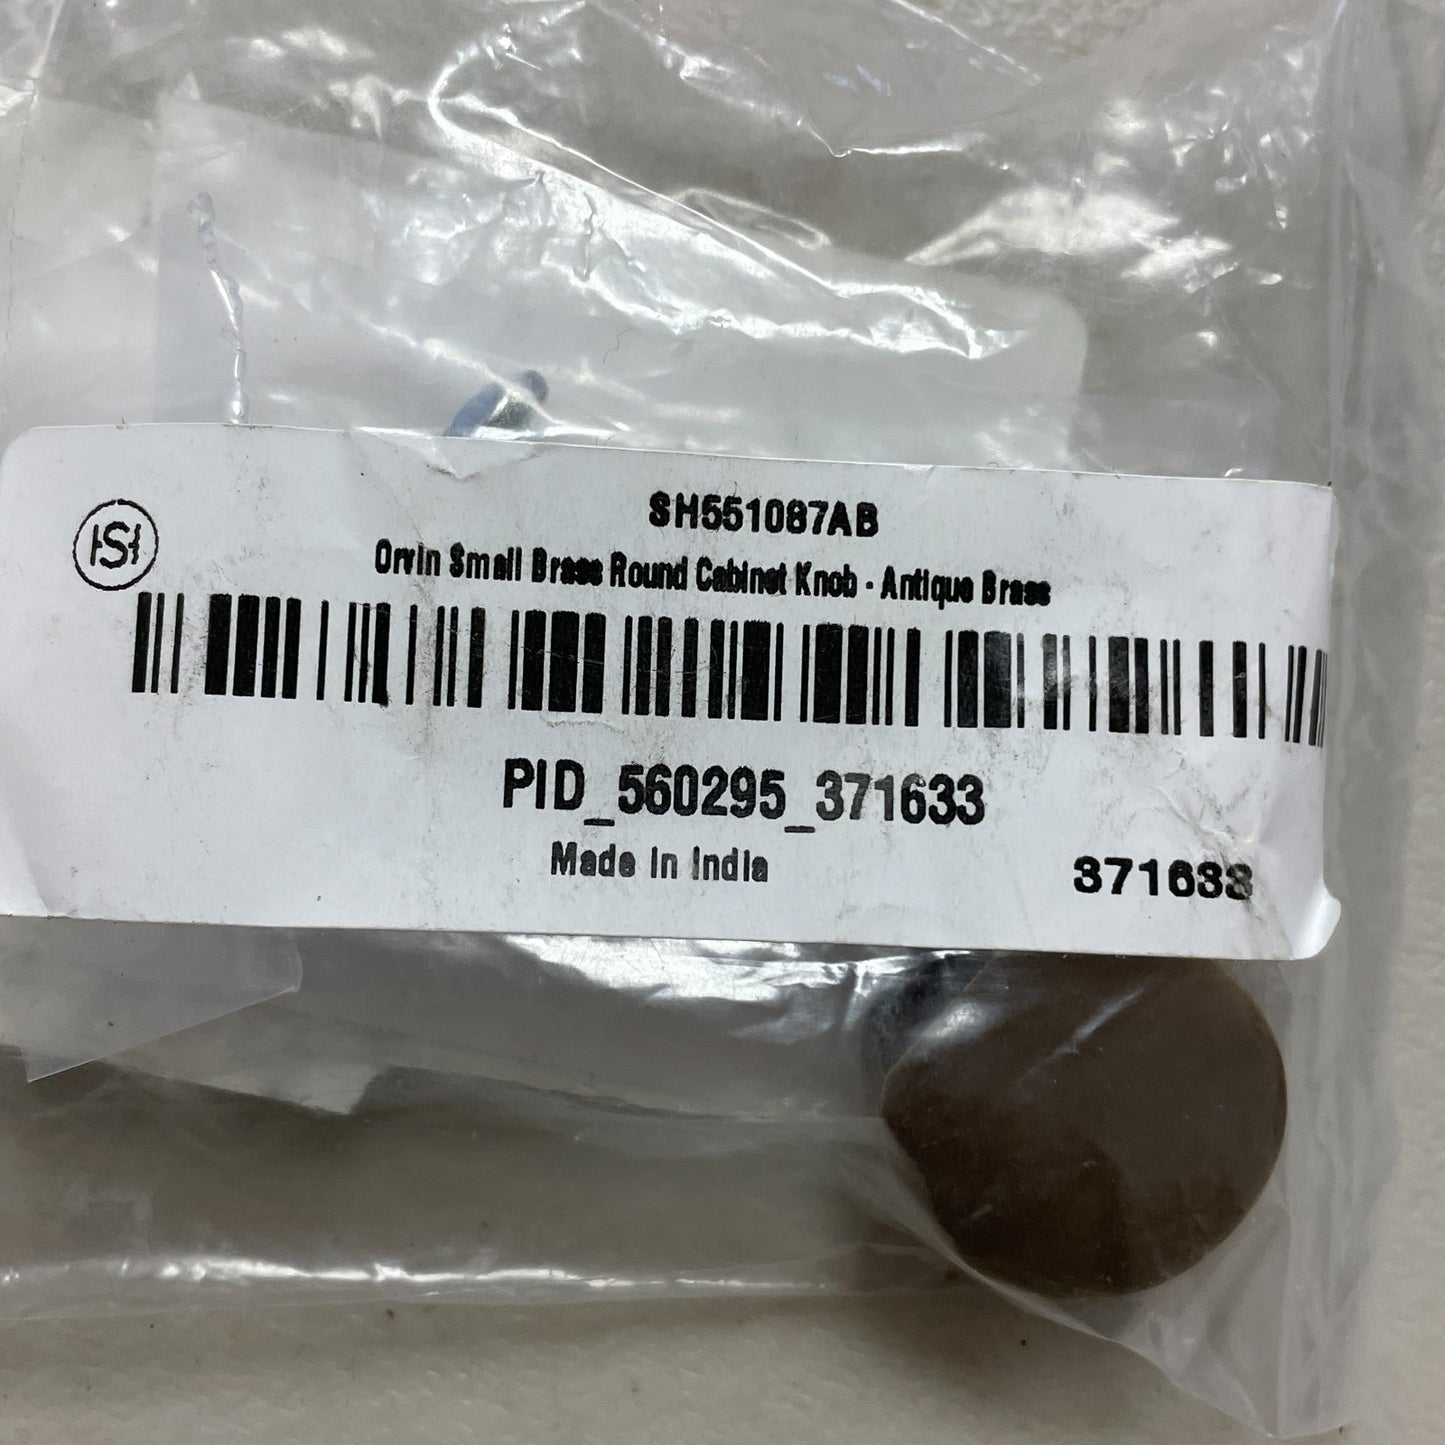 SH551087AB
Orvin Small Brass Round Cabinet Knob - Antique Brass
PID_560295_371633
Made in India
371633